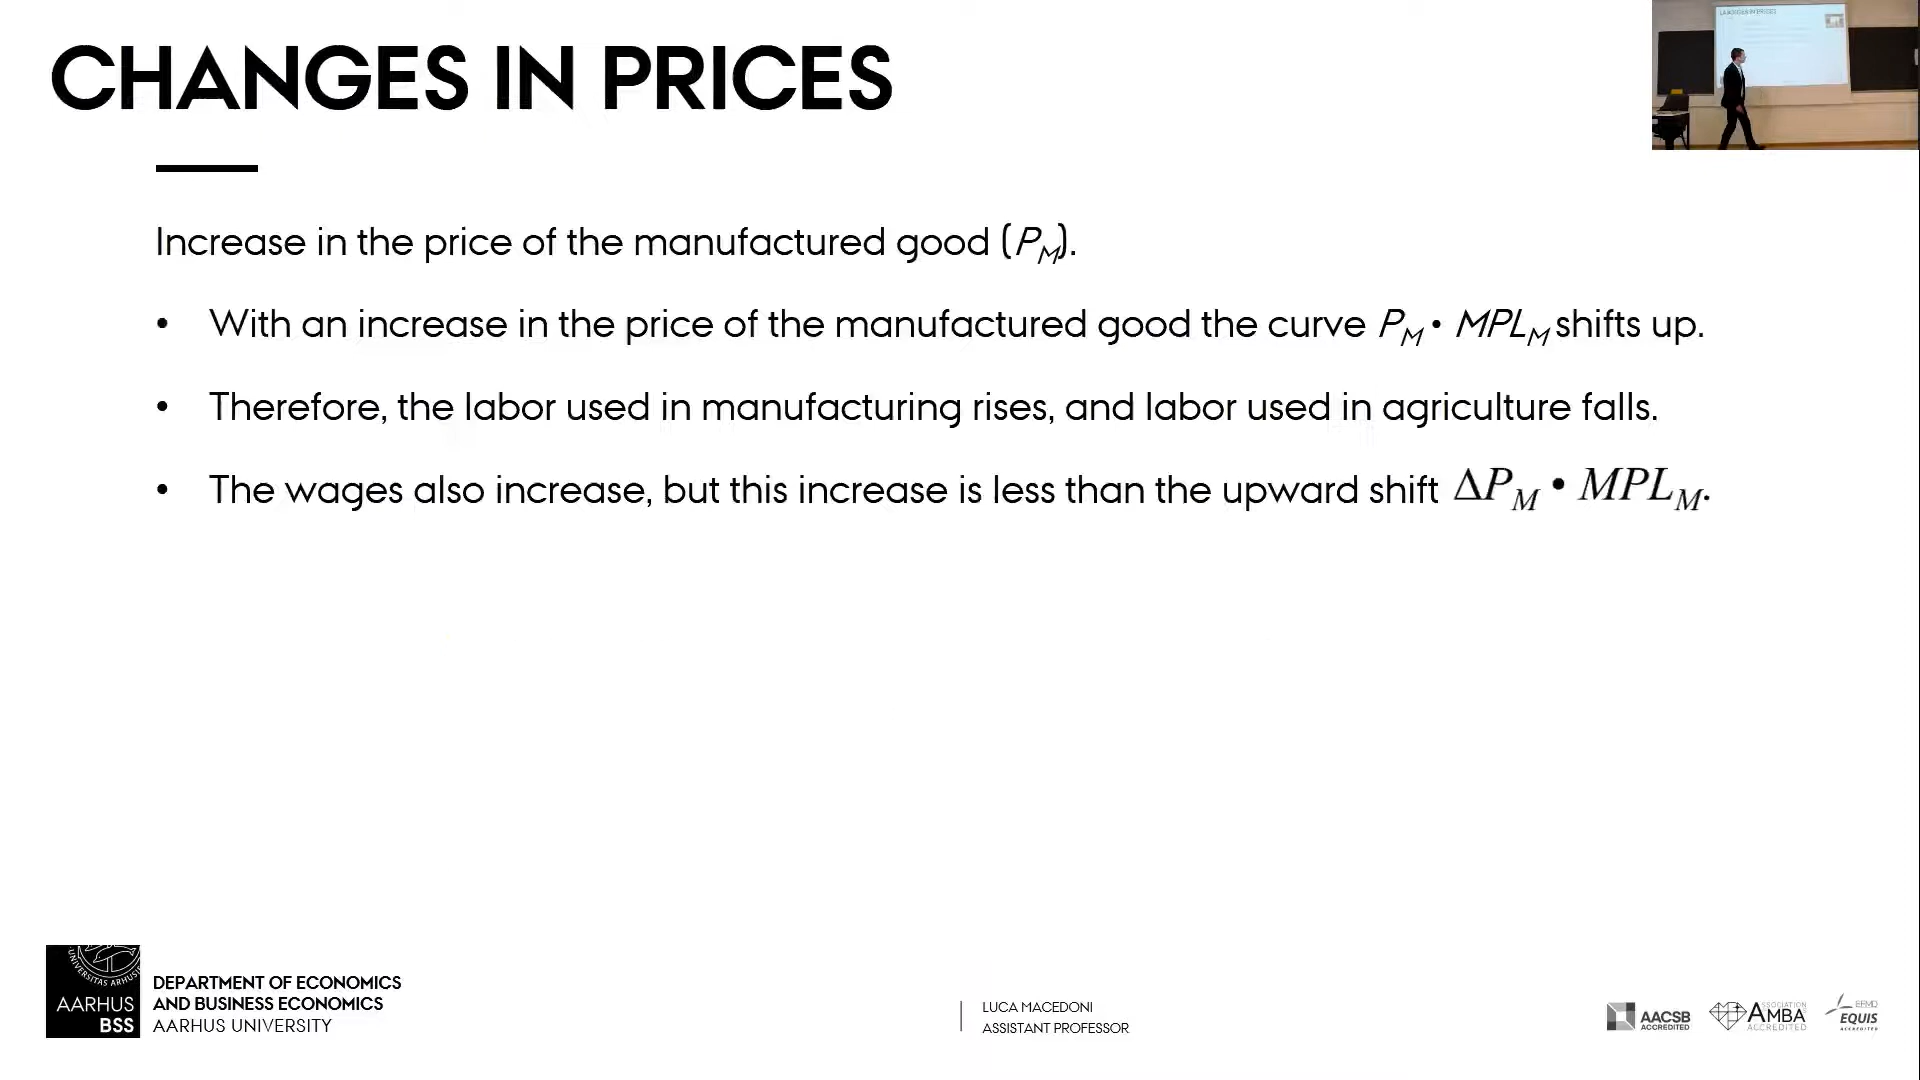 CHANGES IN PRICES
Increase in the price of the manufactured good (P_M).
• With an increase in the price of the manufactured good the curve P_M • MPL_M shifts up.
• Therefore, the labor used in manufacturing rises, and labor used in agriculture falls.
• The wages also increase, but this increase is less than the upward shift ΔP_M • MPL_M.
AARHUS
BSS
DEPARTMENT OF ECONOMICS
AND BUSINESS ECONOMICS
AARHUS UNIVERSITY
LUCA MACEDONI
ASSISTANT PROFESSOR
AACSB
ACCREDITED
ASSOCIATION
AMBA
ACCREDITED
EFMD
EQUIS
ACCREDITED